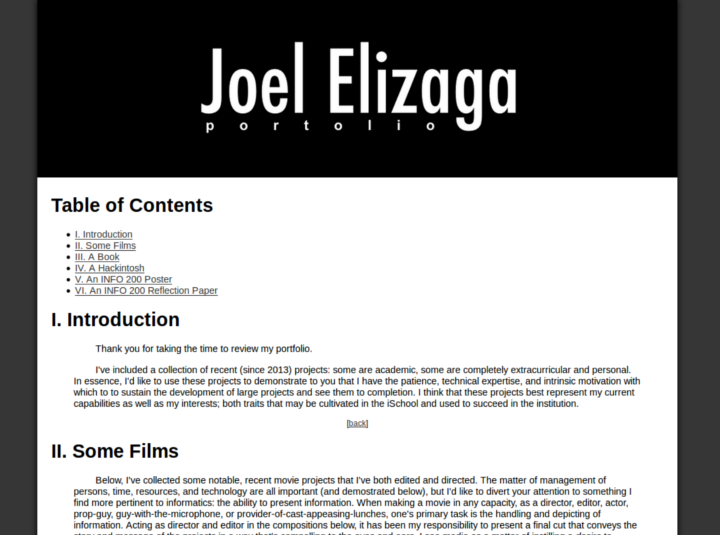 Joel Elizaga
portolio
Table of Contents
I. Introduction
II. Some Films
III. A Book
IV. A Hackintosh
V. An INFO 200 Poster
VI. An INFO 200 Reflection Paper
I. Introduction
Thank you for taking the time to review my portfolio.
I've included a collection of recent (since 2013) projects: some are academic, some are completely extracurricular and personal.
In essence, I'd like to use these projects to demonstrate to you that I have the patience, technical expertise, and intrinsic motivation with
which to to sustain the development of large projects and see them to completion. I think that these projects best represent my current
capabilities as well as my interests; both traits that may be cultivated in the iSchool and used to succeed in the institution.
[back]
II. Some Films
Below, I've collected some notable, recent movie projects that I've both edited and directed. The matter of management of
persons, time, resources, and technology are all important (and demostrated below), but I'd like to divert your attention to something I
find more pertinent to informatics: the ability to present information. When making a movie in any capacity, as a director, editor, actor,
prop-guy, guy-with-the-microphone, or provider-of-cast-appeasing-lunches, one's primary task is the handling and depicting of
information. Acting as director and editor in the compositions below, it has been my responsibility to present a final cut that conveys the